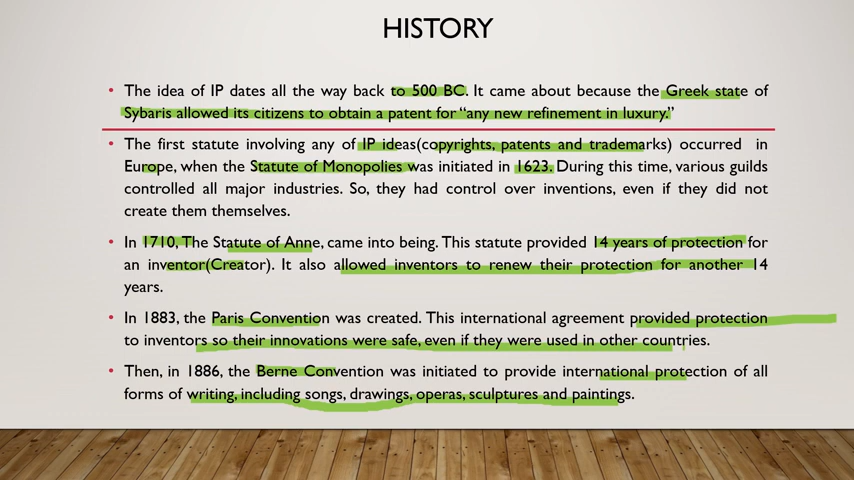 HISTORY
• The idea of IP dates all the way back to 500 BC. It came about because the Greek state of
Sybaris allowed its citizens to obtain a patent for “any new refinement in luxury.”
• The first statute involving any of IP ideas(copyrights, patents and trademarks) occurred in
Europe, when the Statute of Monopolies was initiated in 1623. During this time, various guilds
controlled all major industries. So, they had control over inventions, even if they did not
create them themselves.
• In 1710, The Statute of Anne, came into being. This statute provided 14 years of protection for
an inventor(Creator). It also allowed inventors to renew their protection for another 14
years.
• In 1883, the Paris Convention was created. This international agreement provided protection
to inventors so their innovations were safe, even if they were used in other countries.
• Then, in 1886, the Berne Convention was initiated to provide international protection of all
forms of writing, including songs, drawings, operas, sculptures and paintings.